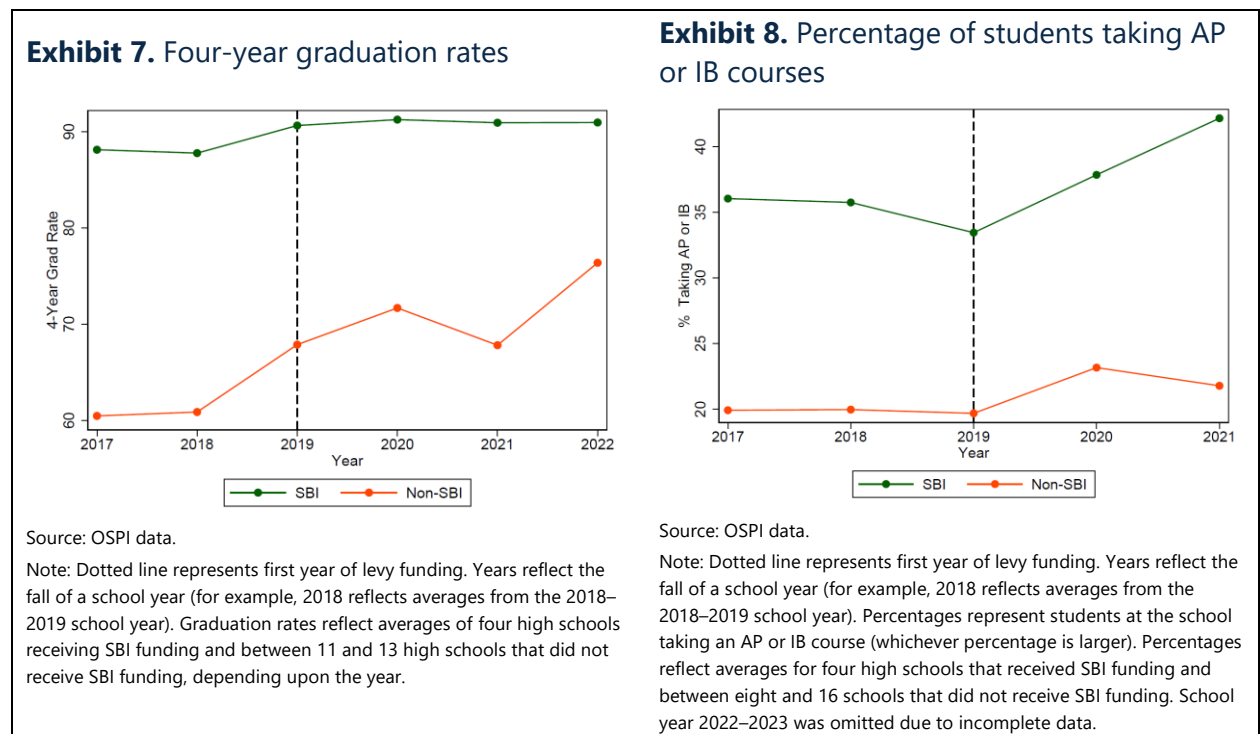 Exhibit 7. Four-year graduation rates
90
80
70
60
4-Year Grad Rate
2017 2018 2019 2020 2021 2022
Year
SBI Non-SBI
Source: OSPI data.
Note: Dotted line represents first year of levy funding. Years reflect the
fall of a school year (for example, 2018 reflects averages from the 2018–
2019 school year). Graduation rates reflect averages of four high schools
receiving SBI funding and between 11 and 13 high schools that did not
receive SBI funding, depending upon the year.
Exhibit 8. Percentage of students taking AP
or IB courses
40
35
30
25
20
% Taking AP or IB
2017 2018 2019 2020 2021
Year
SBI Non-SBI
Source: OSPI data.
Note: Dotted line represents first year of levy funding. Years reflect the
fall of a school year (for example, 2018 reflects averages from the
2018–2019 school year). Percentages represent students at the school
taking an AP or IB course (whichever percentage is larger). Percentages
reflect averages for four high schools that received SBI funding and
between eight and 16 schools that did not receive SBI funding. School
year 2022–2023 was omitted due to incomplete data.